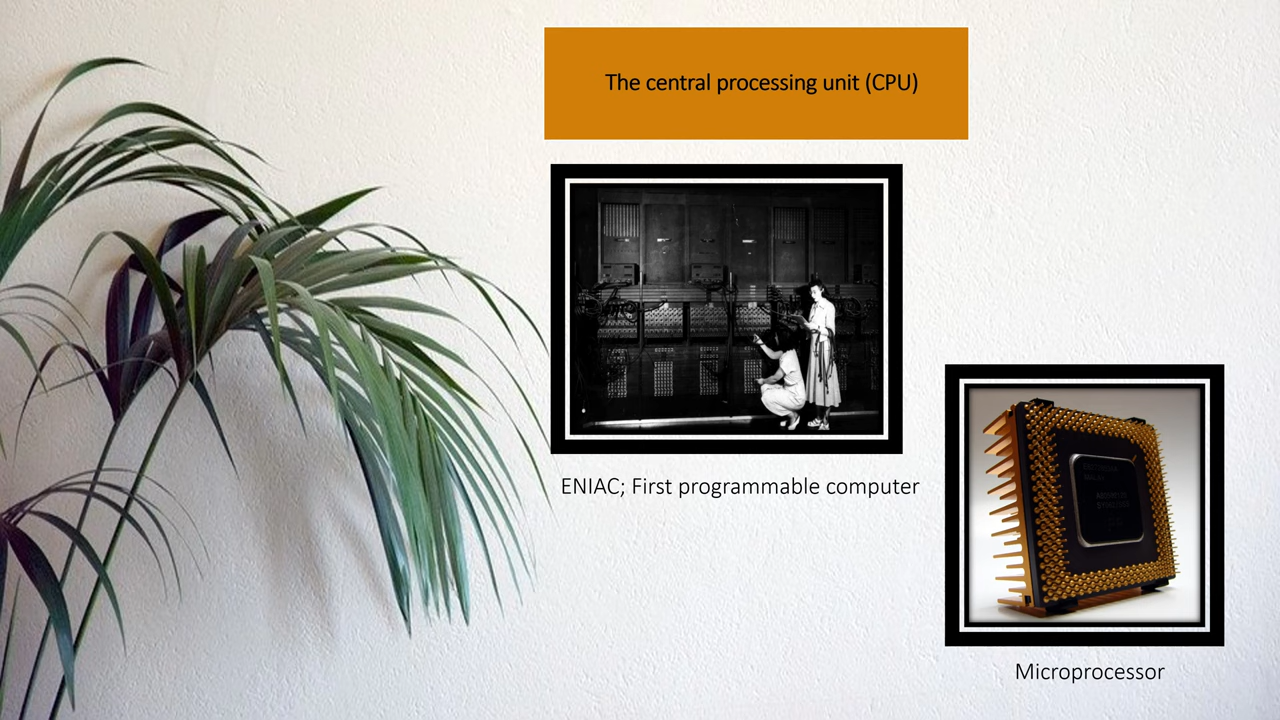 The central processing unit (CPU)
ENIAC; First programmable computer
Microprocessor